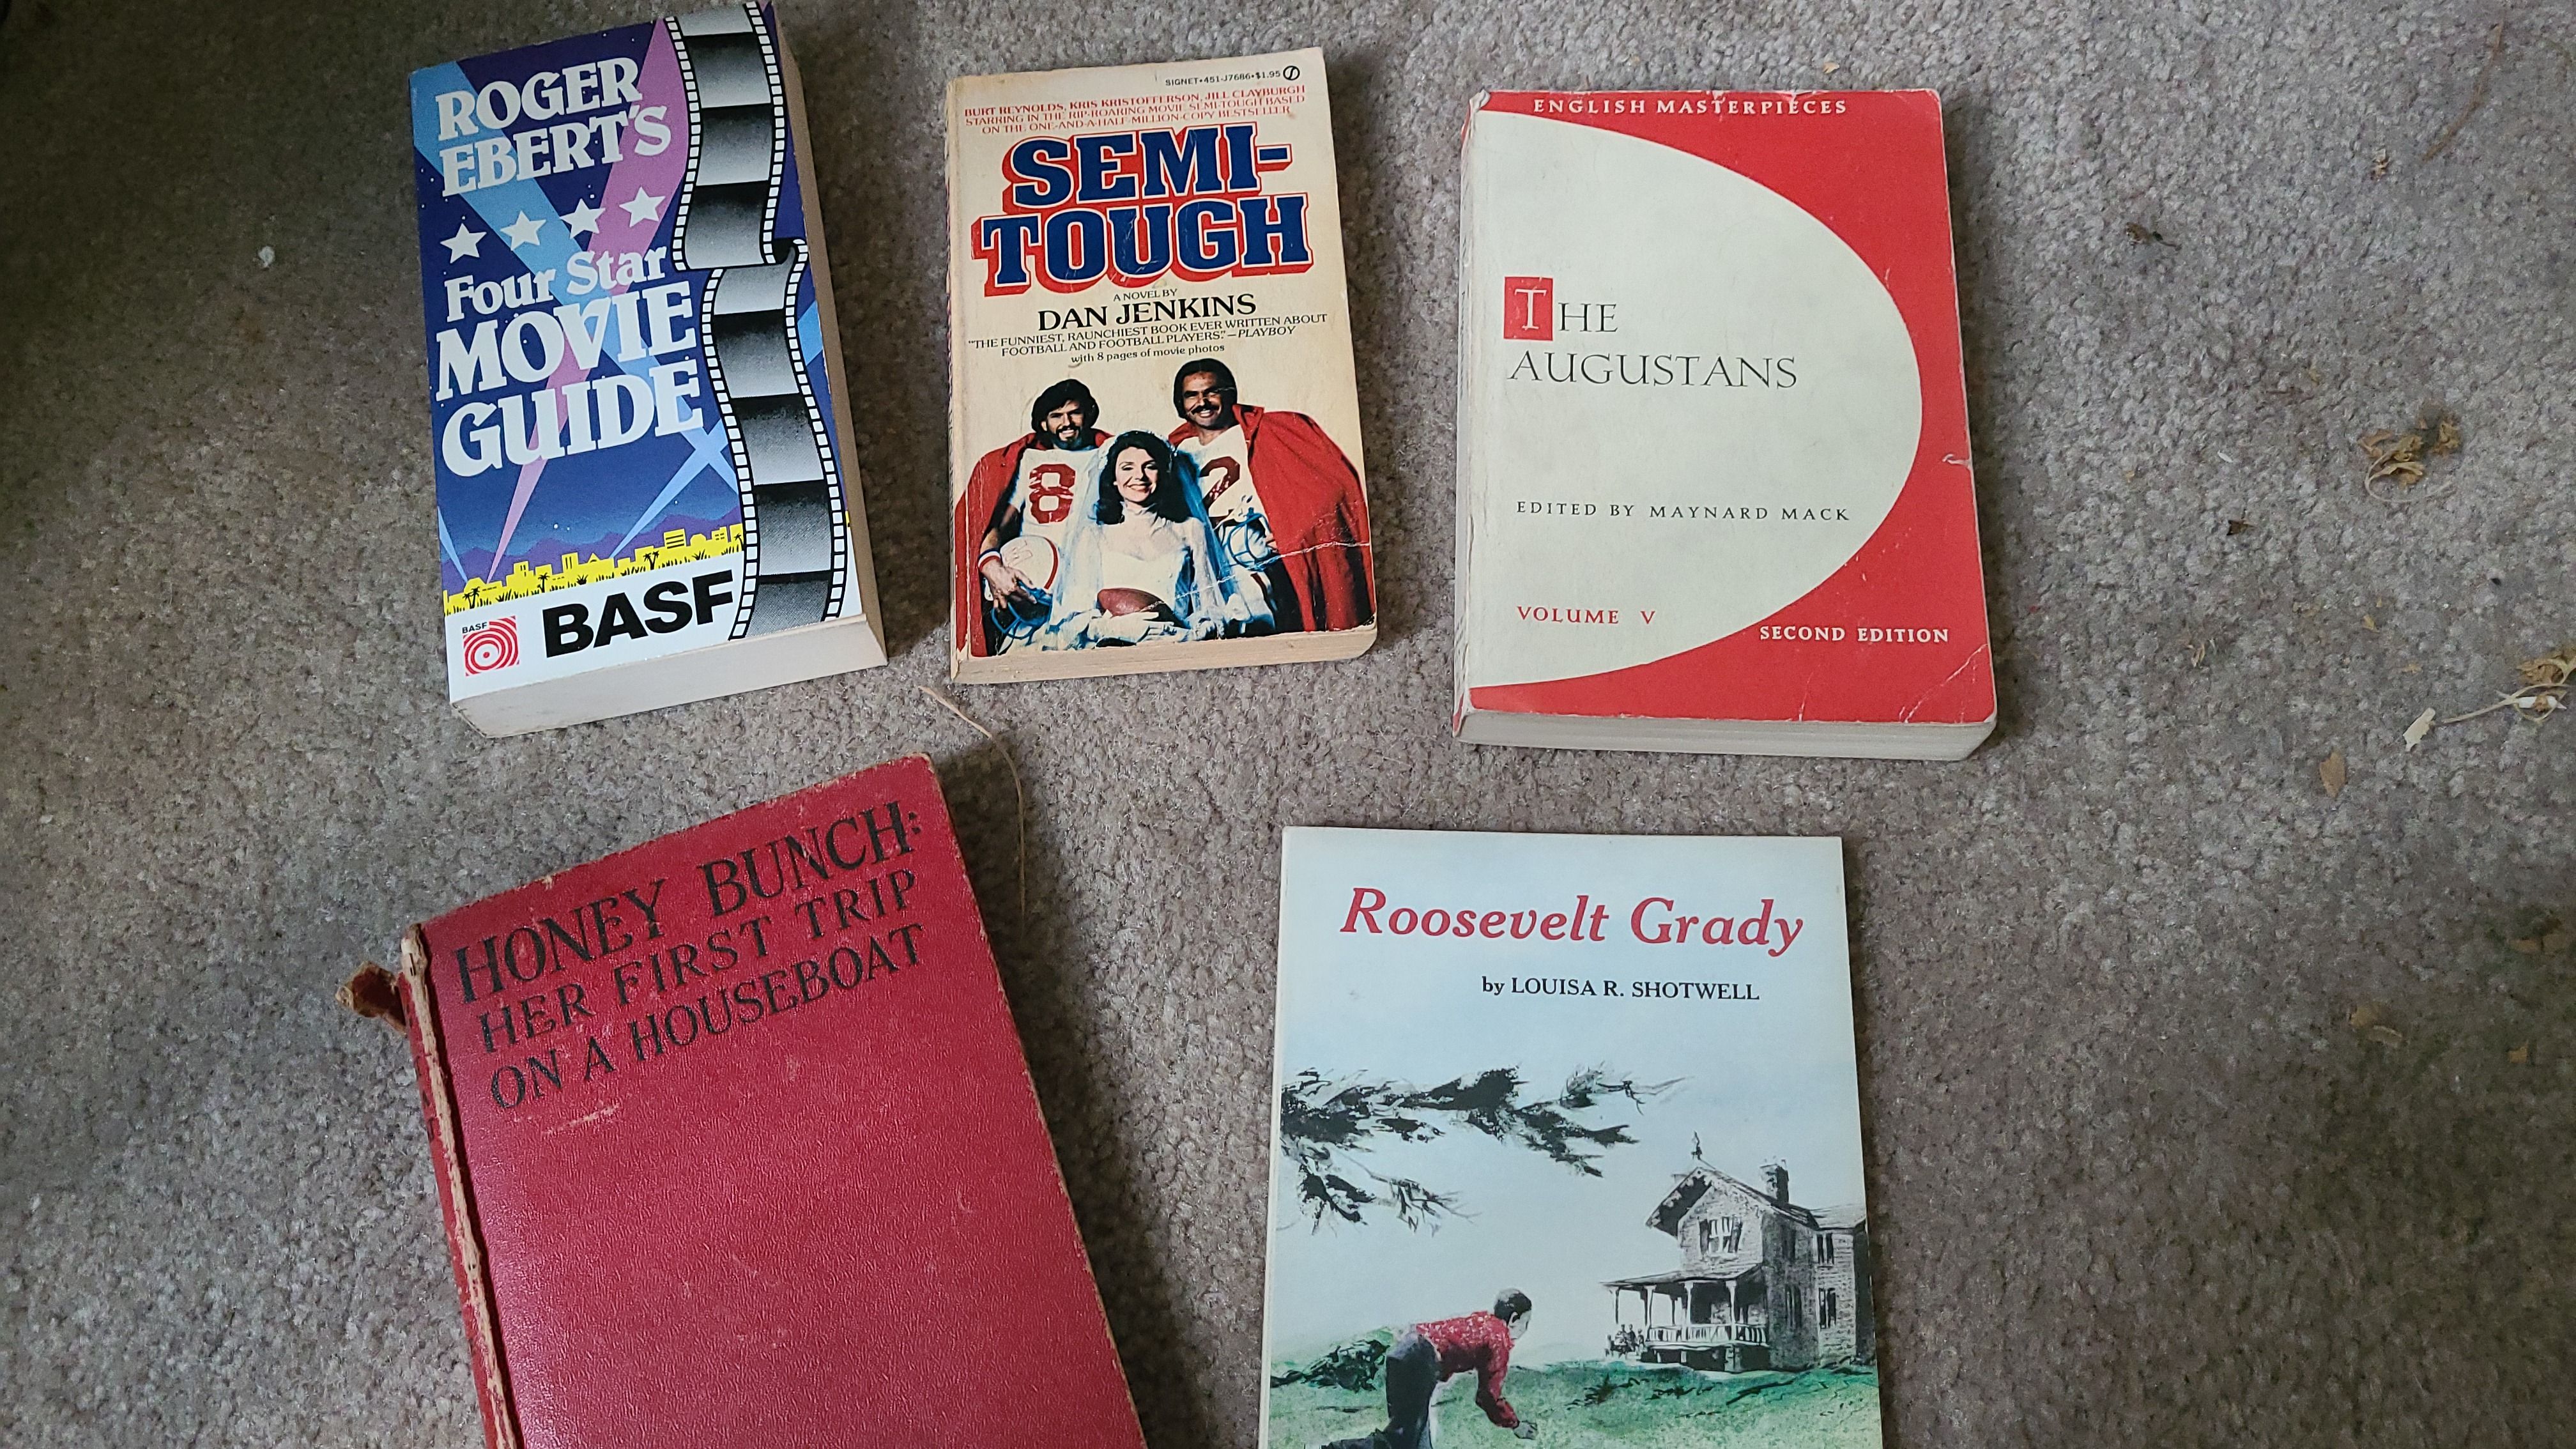 ROGER
EBERT'S
Four Star
MOVIE
GUIDE
BASF
BASF
SIGNET•451-J7686•$1.95
BURT REYNOLDS, KRIS KRISTOFFERSON, JILL CLAYBURGH
STARRING IN THE RIP-ROARING MOVIE SEMI-TOUGH BASED
ON THE ONE-AND-A-HALF MILLION-COPY BESTSELLER
SEMI-
TOUGH
A NOVEL BY
DAN JENKINS
"THE FUNNIEST, RAUNCHIEST BOOK EVER WRITTEN ABOUT
FOOTBALL AND FOOTBALL PLAYERS."—PLAYBOY
with 8 pages of movie photos
8
2
ENGLISH MASTERPIECES
THE
AUGUSTANS
EDITED BY MAYNARD MACK
VOLUME V
SECOND EDITION
HONEY BUNCH:
HER FIRST TRIP
ON A HOUSEBOAT
Roosevelt Grady
by LOUISA R. SHOTWELL